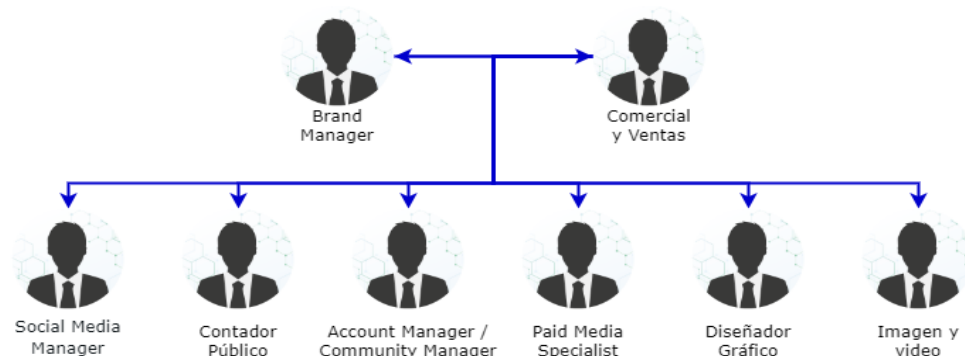 Brand
Manager
Comercial
y Ventas
Social Media
Manager
Contador
Público
Account Manager /
Community Manager
Paid Media
Specialist
Diseñador
Gráfico
Imagen y
video